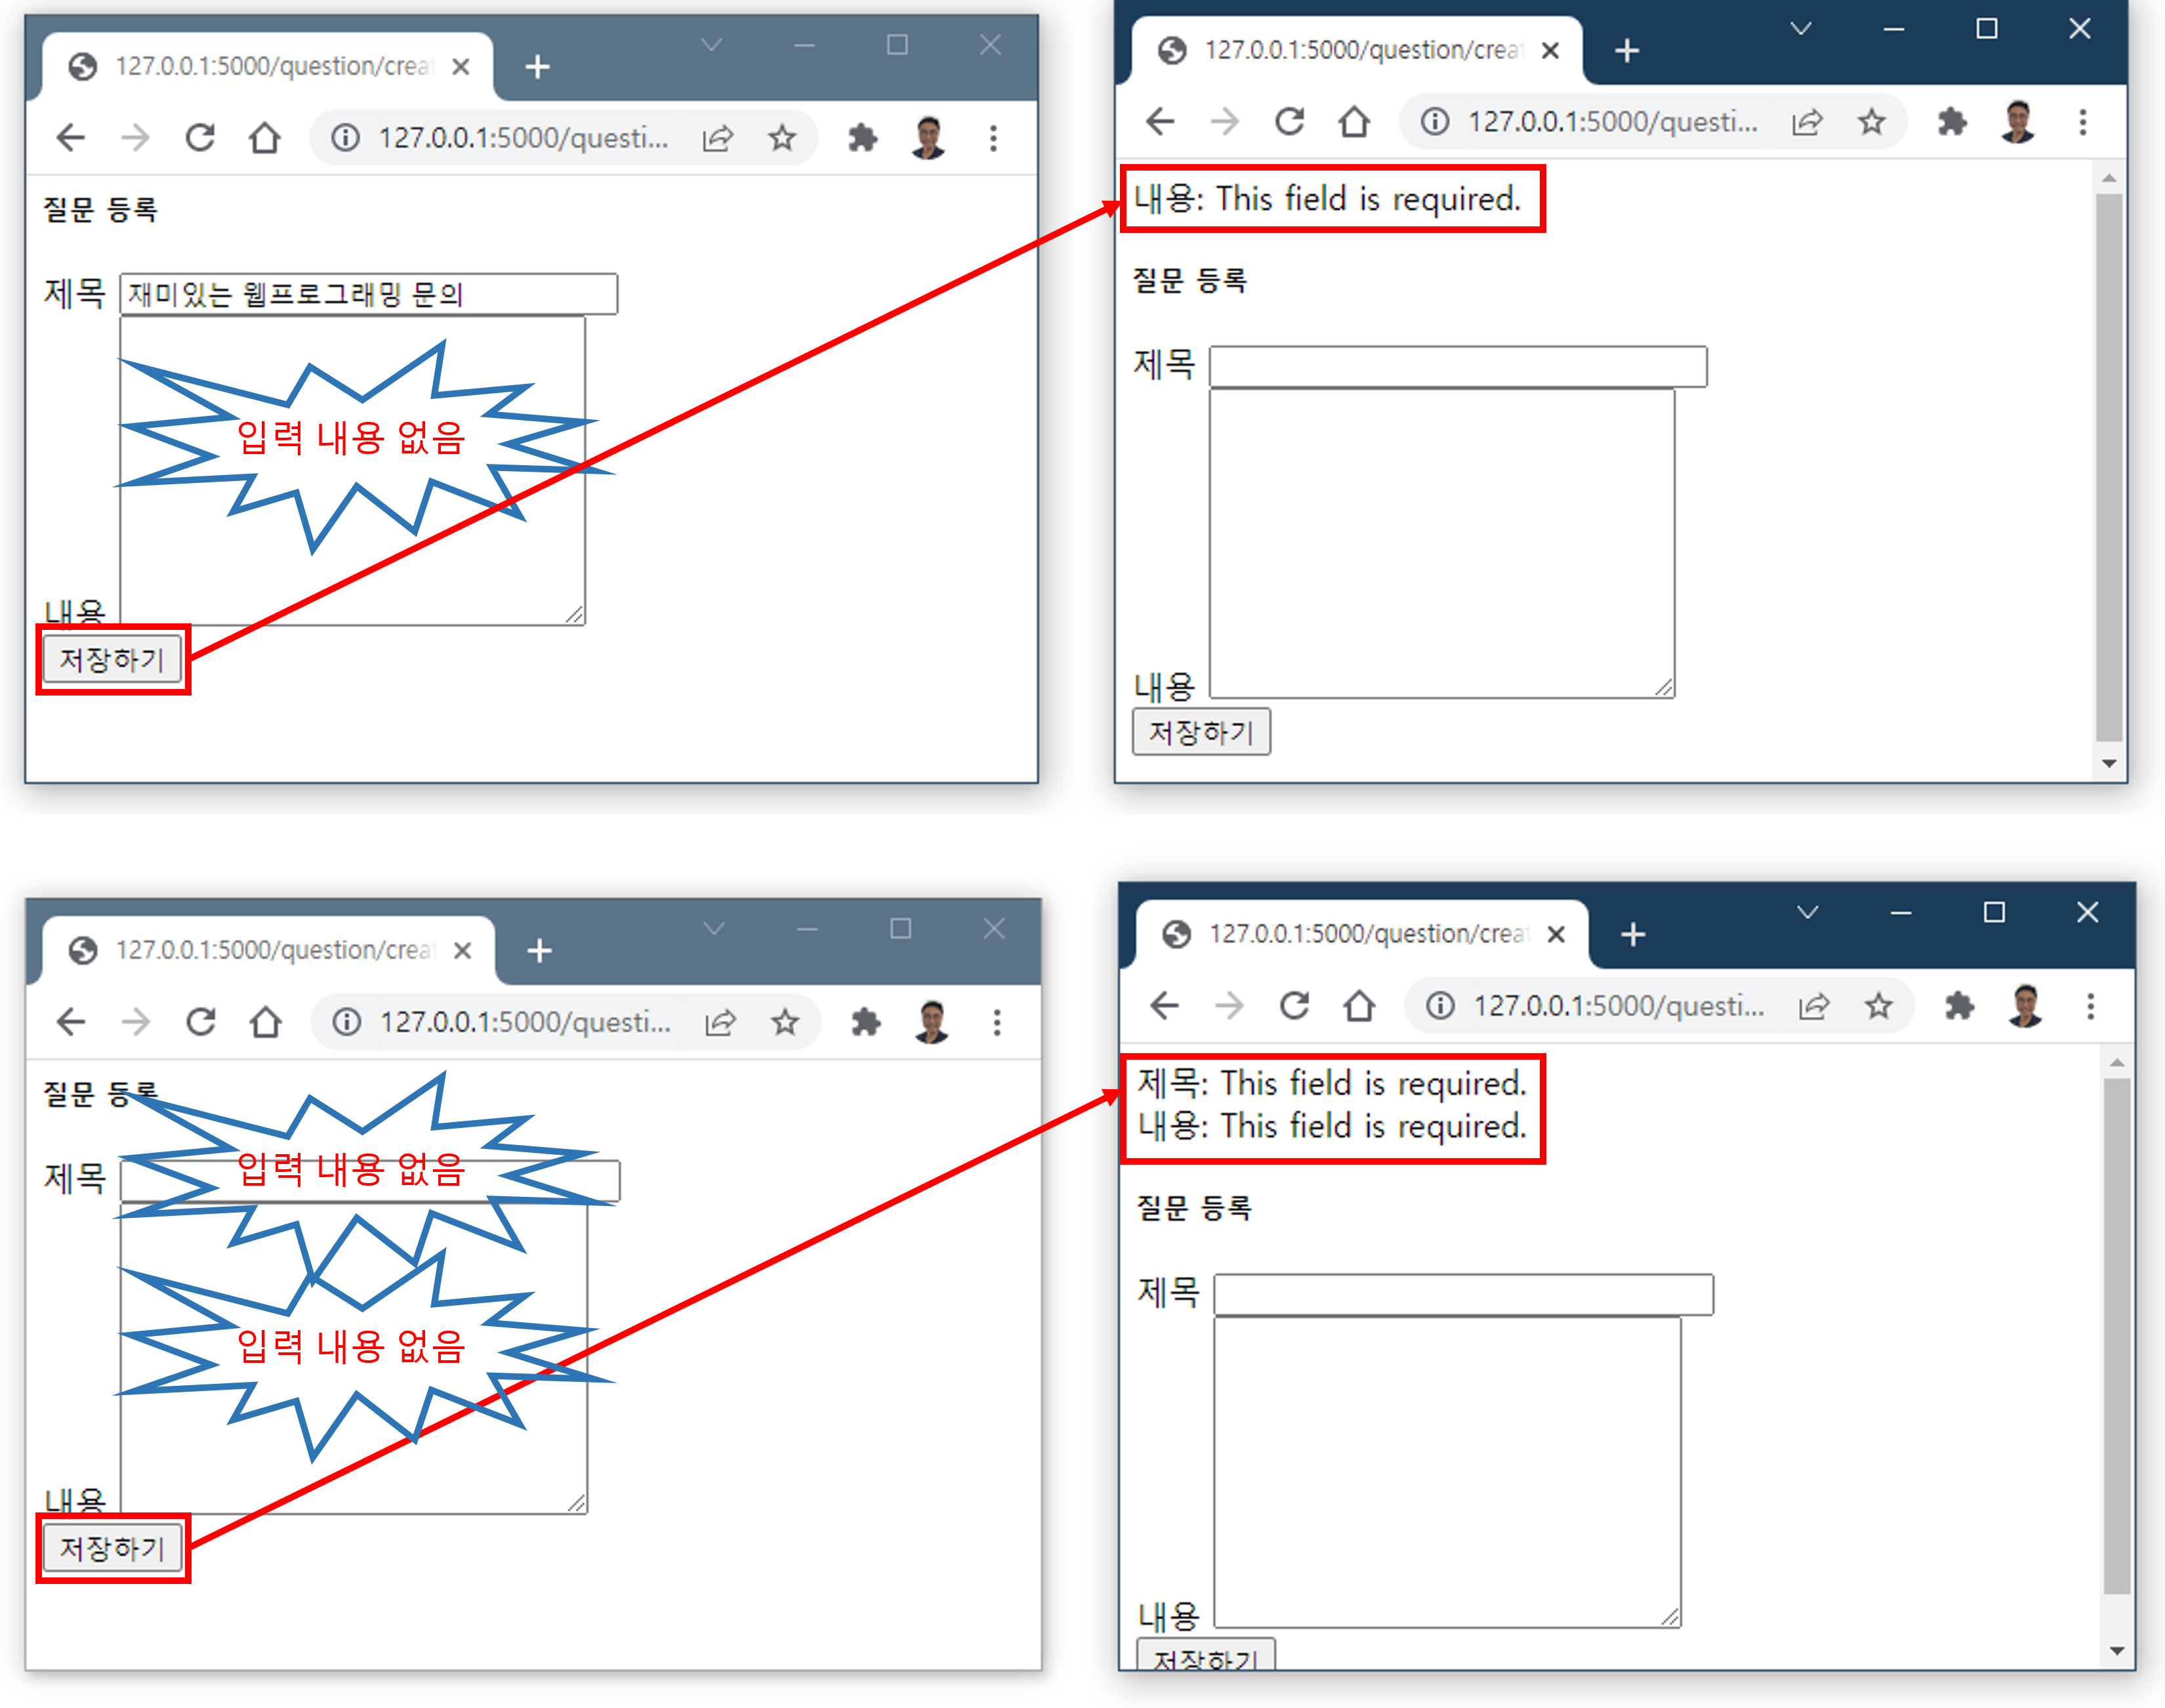 127.0.0.1:5000/question/creat
127.0.0.1:5000/questi...
질문 등록
제목 재미있는 웹프로그래밍 문의
입력 내용 없음
내용
저장하기
127.0.0.1:5000/question/creat
127.0.0.1:5000/questi...
내용: This field is required.
질문 등록
제목
내용
저장하기
127.0.0.1:5000/question/creat
127.0.0.1:5000/questi...
질문 등록
제목 입력 내용 없음
입력 내용 없음
내용
저장하기
127.0.0.1:5000/question/creat
127.0.0.1:5000/questi...
제목: This field is required.
내용: This field is required.
질문 등록
제목
내용
저장하기